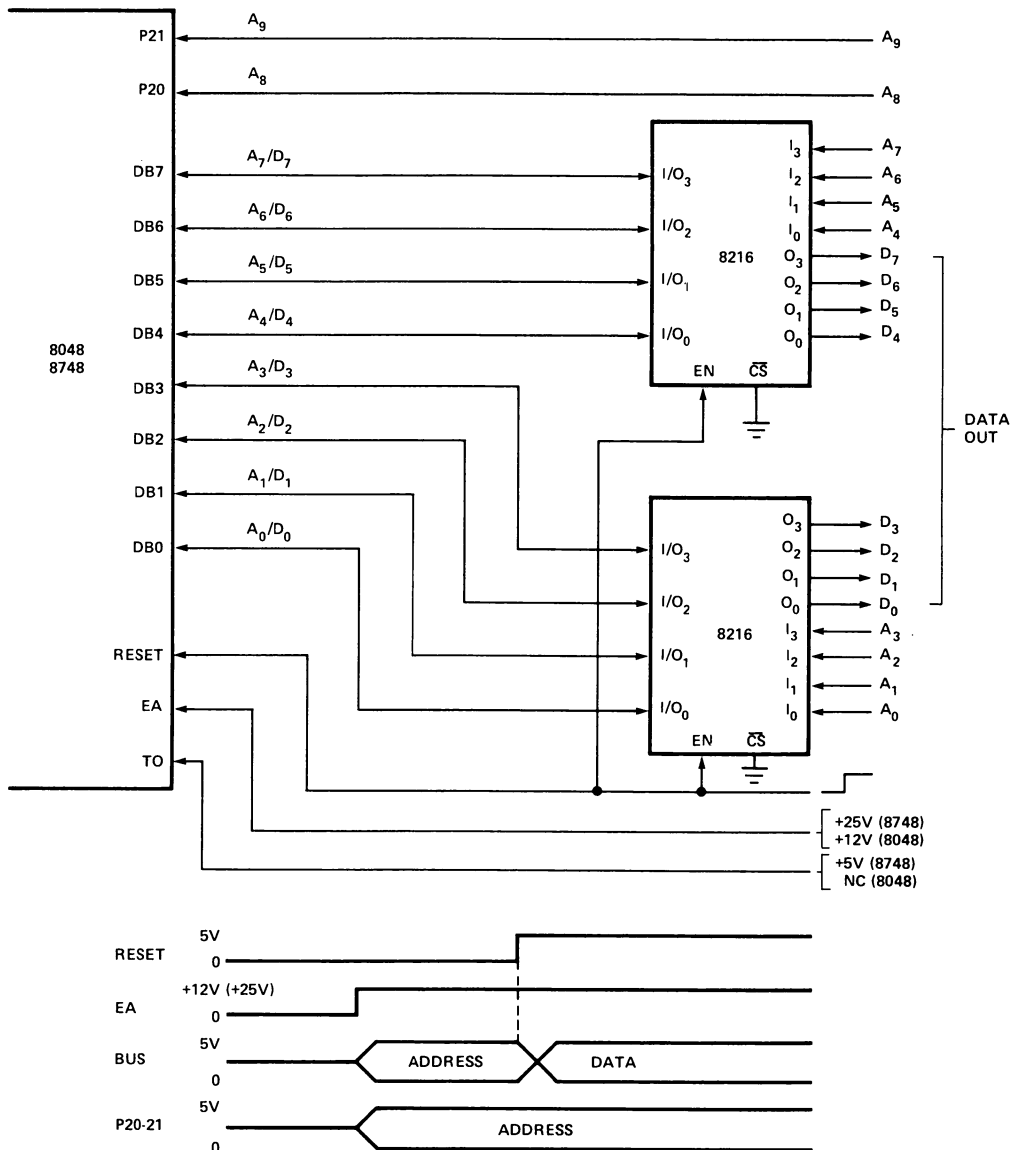 P21 A9 A9
P20 A8 A8
DB7 A7/D7 I/O3 I3 A7
I2 A6
DB6 A6/D6 I/O2 I1 A5
I0 A4
8216
DB5 A5/D5 I/O1 O3 D7
O2 D6
O1 D5
DB4 A4/D4 I/O0 O0 D4
8048
8748
EN CS
DB3 A3/D3
DB2 A2/D2
DATA
OUT
DB1 A1/D1
DB0 A0/D0
O3 D3
I/O3 O2 D2
O1 D1
I/O2 O0 D0
8216 I3 A3
RESET I/O1 I2 A2
I1 A1
EA I/O0 I0 A0
EN CS
TO
+25V (8748)
+12V (8048)
+5V (8748)
NC (8048)
RESET 5V
0
EA +12V (+25V)
0
BUS 5V ADDRESS DATA
0
P20-21 5V ADDRESS
0